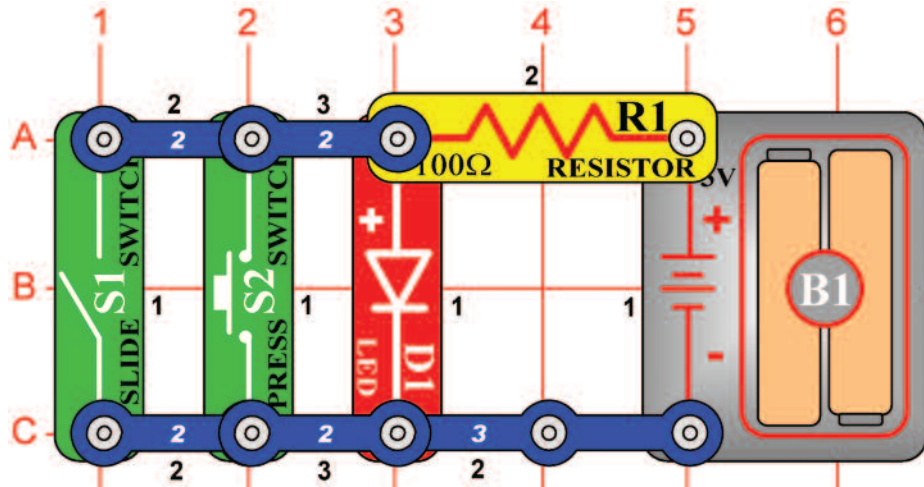 1 2 3 4 5 6
2
2 3
A
2 2
R1
100Ω RESISTOR
3V
SLIDE SWITCH
S1
PRESS SWITCH
S2
+
LED
D1
+
-
B
1 1 1 1
B1
C
2 2 3
2 3 2